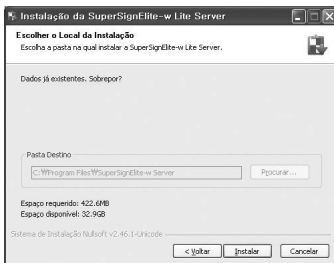 Instalação da SuperSignElite-w Lite Server
Escolher o Local da Instalação
Escolha a pasta na qual instalar a SuperSignElite-w Lite Server.
Dados já existentes. Sobrepor?
Pasta Destino
C:₩Program Files₩SuperSignElite-w Server
Procurar...
Espaço requerido: 422.6MB
Espaço disponível: 32.9GB
Sistema de Instalação Nullsoft v2.46.1-Unicode
< Voltar
Instalar
Cancelar